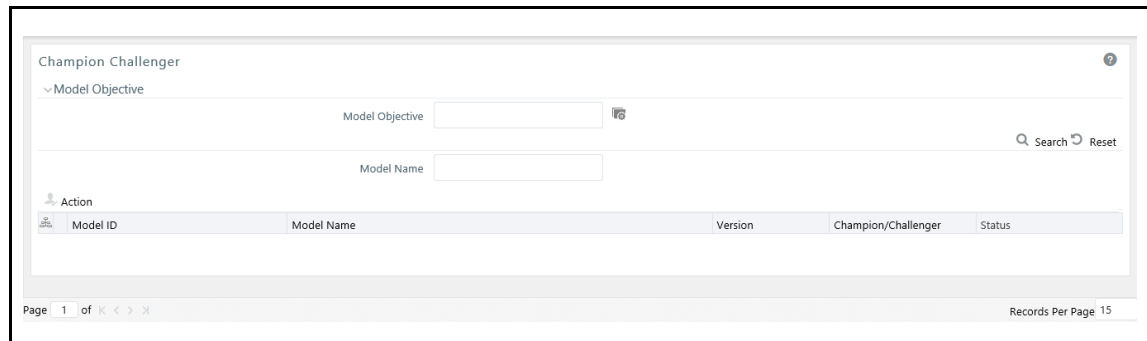 Champion Challenger
Model Objective
Model Objective
Search Reset
Model Name
Action
Model ID Model Name Version Champion/Challenger Status
Page 1 of Records Per Page 15